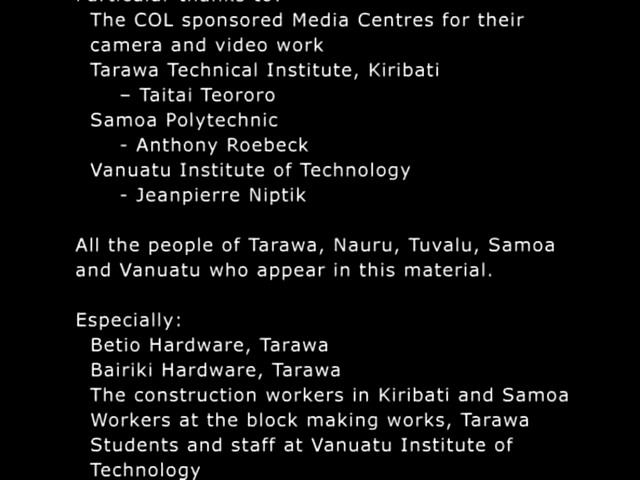 Particular thanks to:
The COL sponsored Media Centres for their
camera and video work
Tarawa Technical Institute, Kiribati
– Taitai Teororo
Samoa Polytechnic
- Anthony Roebeck
Vanuatu Institute of Technology
- Jeanpierre Niptik
All the people of Tarawa, Nauru, Tuvalu, Samoa
and Vanuatu who appear in this material.
Especially:
Betio Hardware, Tarawa
Bairiki Hardware, Tarawa
The construction workers in Kiribati and Samoa
Workers at the block making works, Tarawa
Students and staff at Vanuatu Institute of
Technology